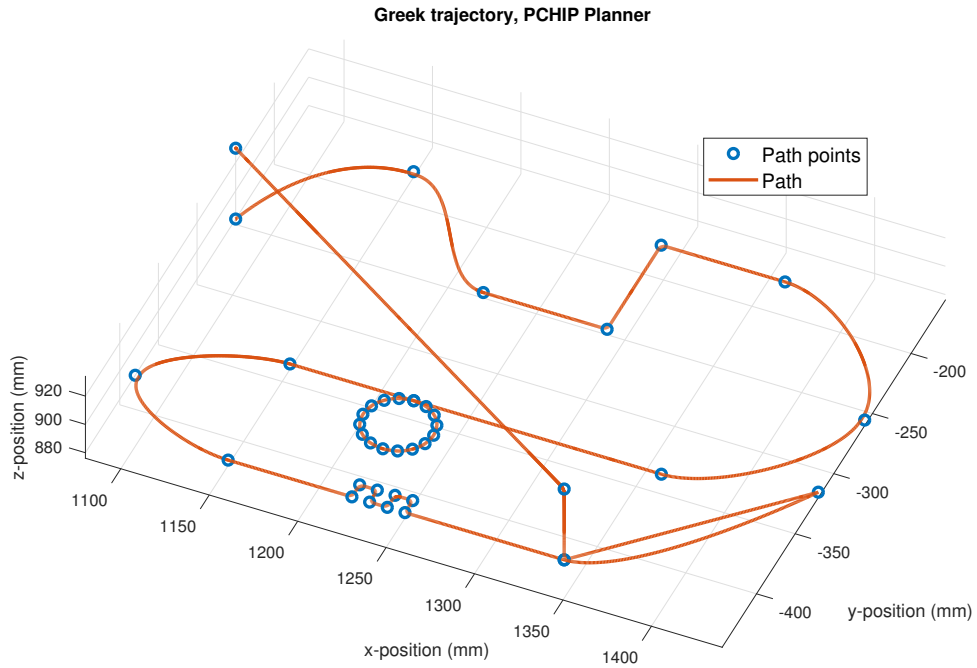 Greek trajectory, PCHIP Planner
Path points
Path
920
900
880
z-position (mm)
1100
1150
1200
1250
1300
1350
1400
x-position (mm)
-200
-250
-300
-350
-400
y-position (mm)